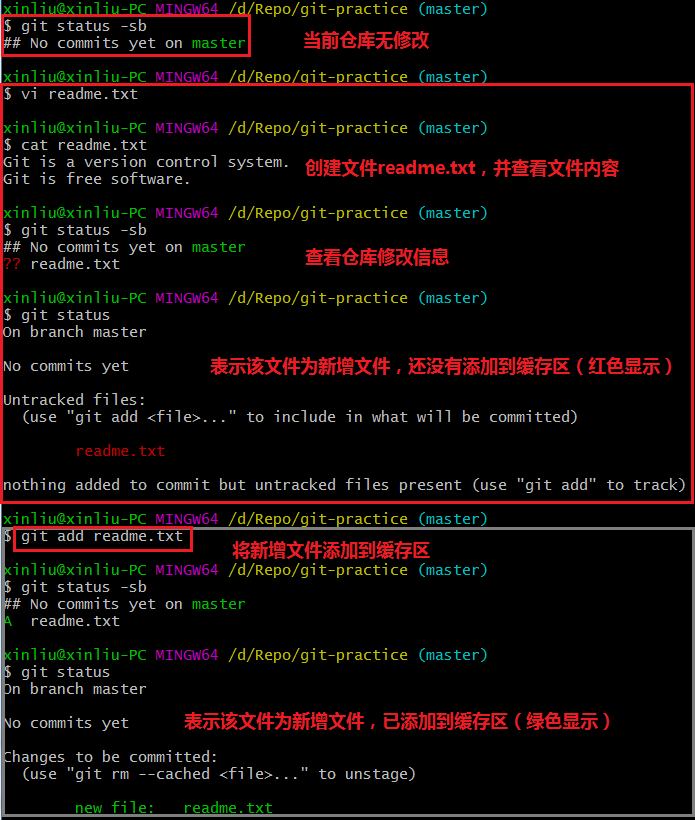 xinliu@xinliu-PC MINGW64 /d/Repo/git-practice (master)
$ git status -sb
## No commits yet on master
当前仓库无修改
xinliu@xinliu-PC MINGW64 /d/Repo/git-practice (master)
$ vi readme.txt
xinliu@xinliu-PC MINGW64 /d/Repo/git-practice (master)
$ cat readme.txt
Git is a version control system.
Git is free software.
创建文件readme.txt，并查看文件内容
xinliu@xinliu-PC MINGW64 /d/Repo/git-practice (master)
$ git status -sb
## No commits yet on master
?? readme.txt
查看仓库修改信息
xinliu@xinliu-PC MINGW64 /d/Repo/git-practice (master)
$ git status
On branch master
No commits yet
表示该文件为新增文件，还没有添加到缓存区（红色显示）
Untracked files:
(use "git add <file>..." to include in what will be committed)
readme.txt
nothing added to commit but untracked files present (use "git add" to track)
xinliu@xinliu-PC MINGW64 /d/Repo/git-practice (master)
$ git add readme.txt
将新增文件添加到缓存区
xinliu@xinliu-PC MINGW64 /d/Repo/git-practice (master)
$ git status -sb
## No commits yet on master
A  readme.txt
xinliu@xinliu-PC MINGW64 /d/Repo/git-practice (master)
$ git status
On branch master
No commits yet
表示该文件为新增文件，已添加到缓存区（绿色显示）
Changes to be committed:
(use "git rm --cached <file>..." to unstage)
new file:   readme.txt